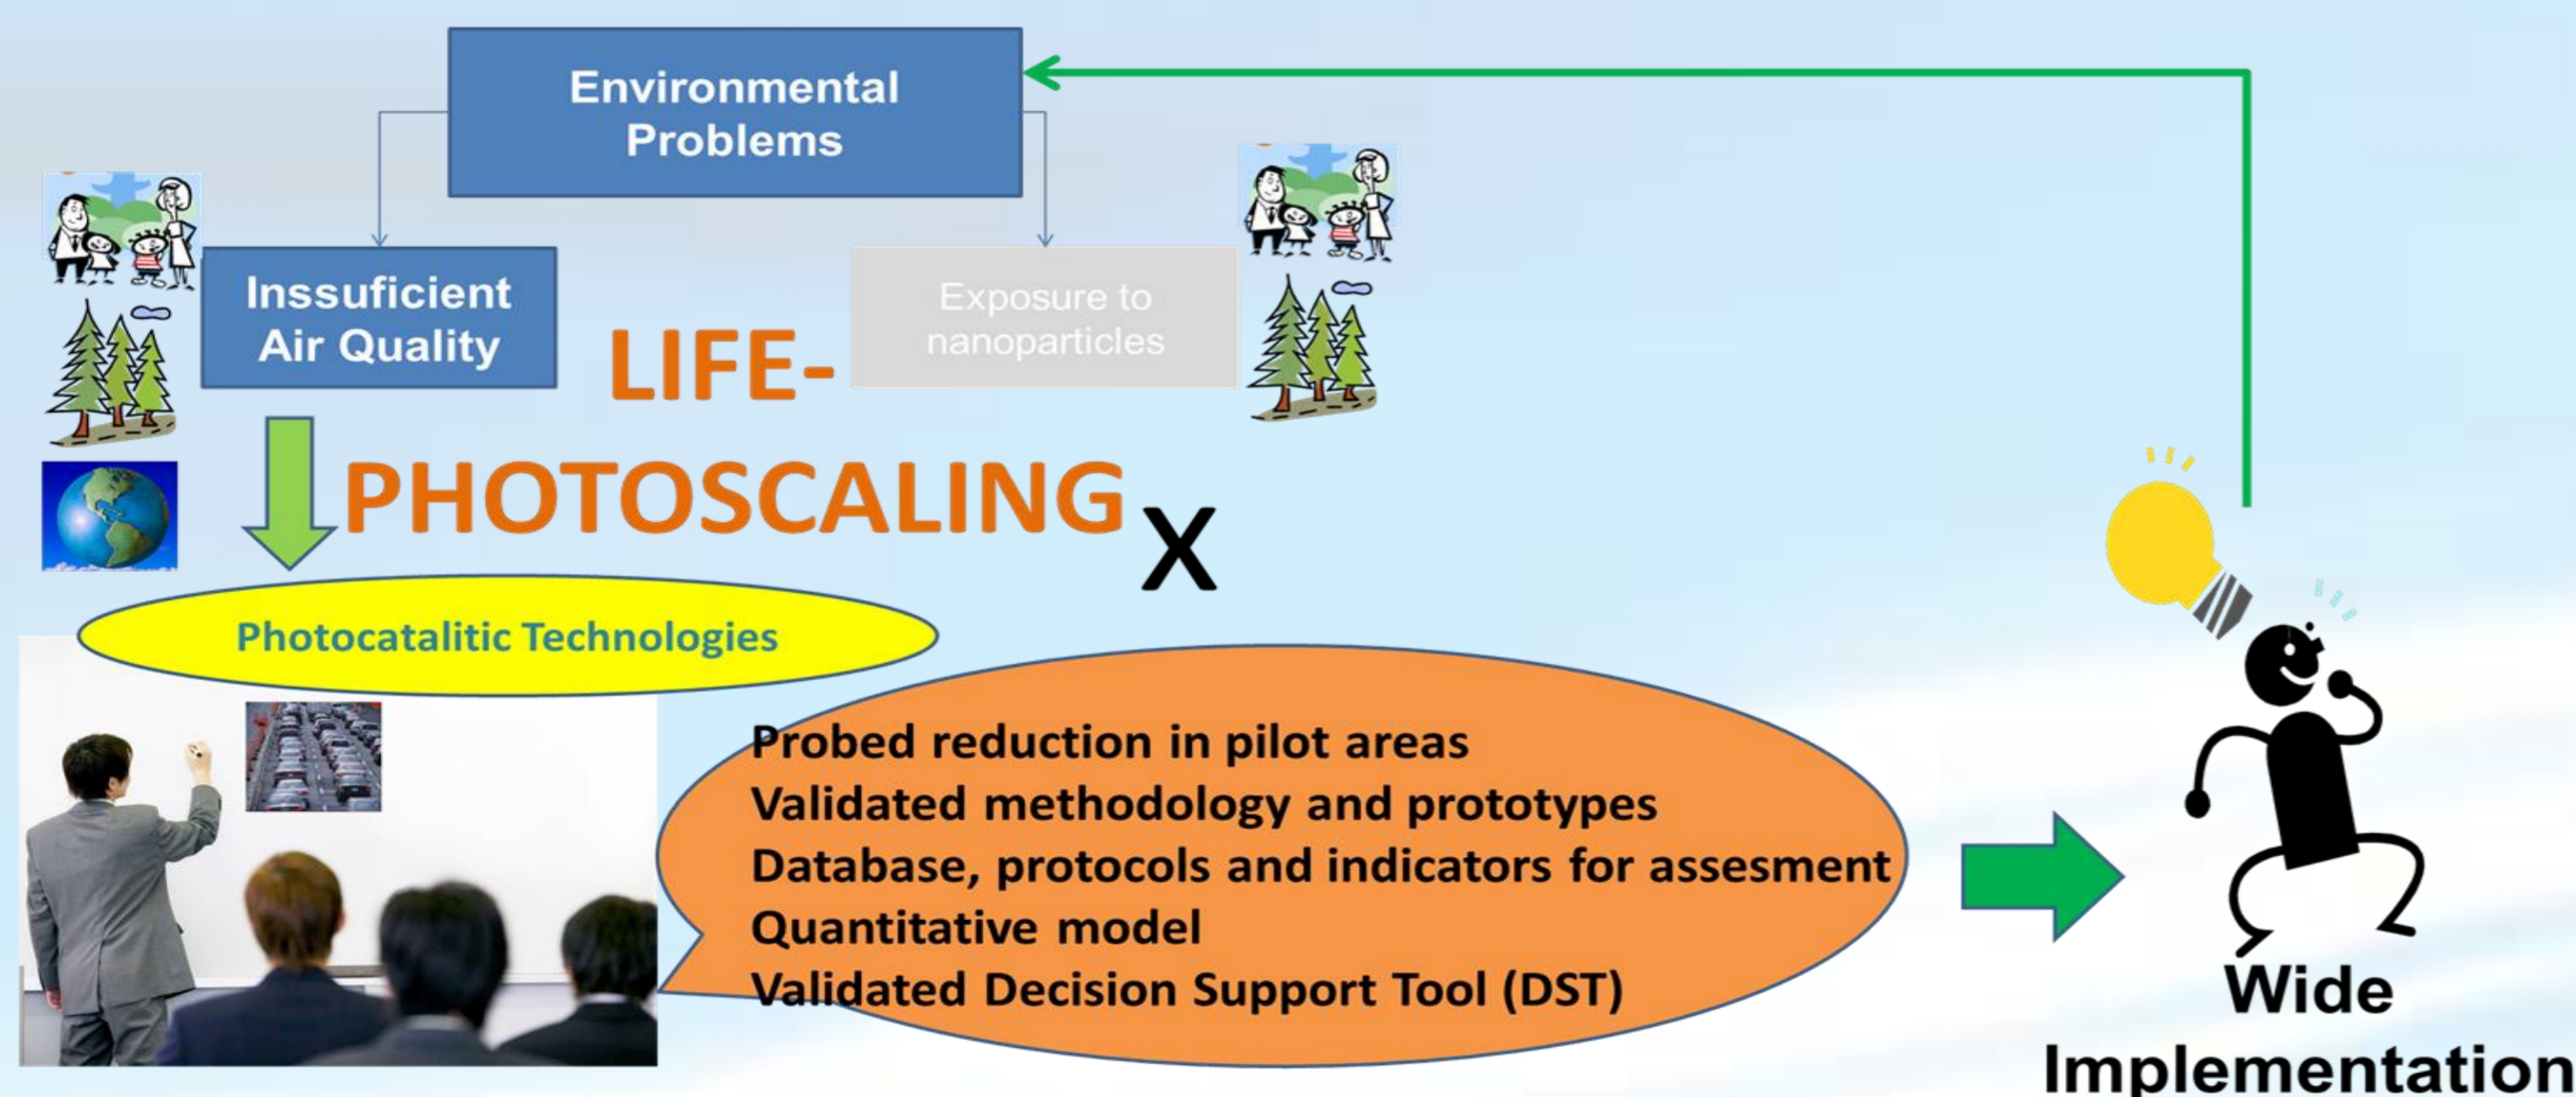 Environmental
Problems
Inssuficient
Air Quality
Exposure to
nanoparticles
LIFE-
PHOTOSCALING
X
Photocatalitic Technologies
Probed reduction in pilot areas
Validated methodology and prototypes
Database, protocols and indicators for assesment
Quantitative model
Validated Decision Support Tool (DST)
Wide
Implementation